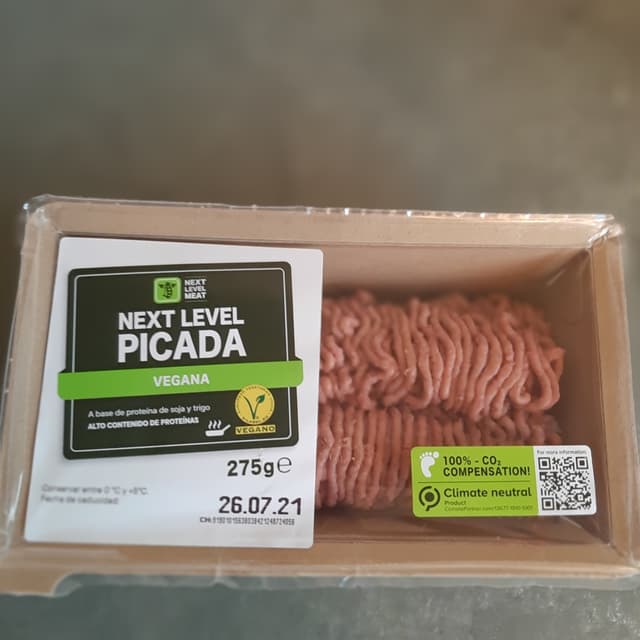 NEXT
LEVEL
MEAT
NEXT LEVEL
PICADA
VEGANA
A base de proteína de soja y trigo
ALTO CONTENIDO DE PROTEÍNAS
VEGANO
275g℮
Conservar entre 0 °C y +6°C.
Fecha de caducidad:
26.07.21
100% - CO₂
COMPENSATION!
Climate neutral
Product
For more information